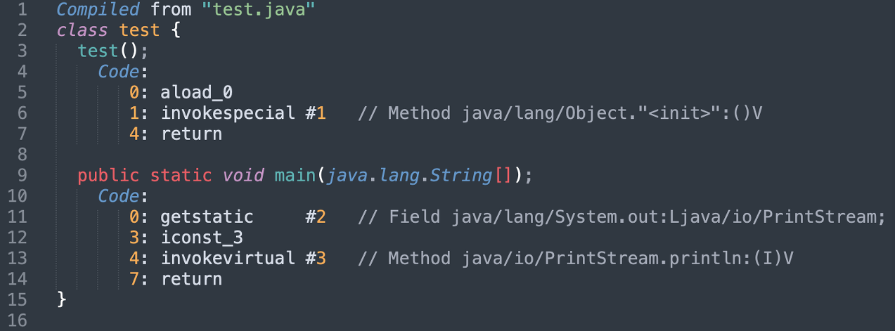 1 Compiled from "test.java"
2 class test {
3 test();
4 Code:
5 0: aload_0
6 1: invokespecial #1 // Method java/lang/Object."<init>":()V
7 4: return
8
9 public static void main(java.lang.String[]);
10 Code:
11 0: getstatic #2 // Field java/lang/System.out:Ljava/io/PrintStream;
12 3: iconst_3
13 4: invokevirtual #3 // Method java/io/PrintStream.println:(I)V
14 7: return
15 }
16